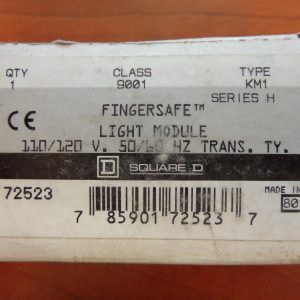 QTY CLASS TYPE
1 9001 KM1
SERIES H
CE
FINGERSAFE™
LIGHT MODULE
110/120 V. 50/60 HZ TRANS. TY.
D SQUARE D
72523
MADE IN
80
7 85901 72523 7